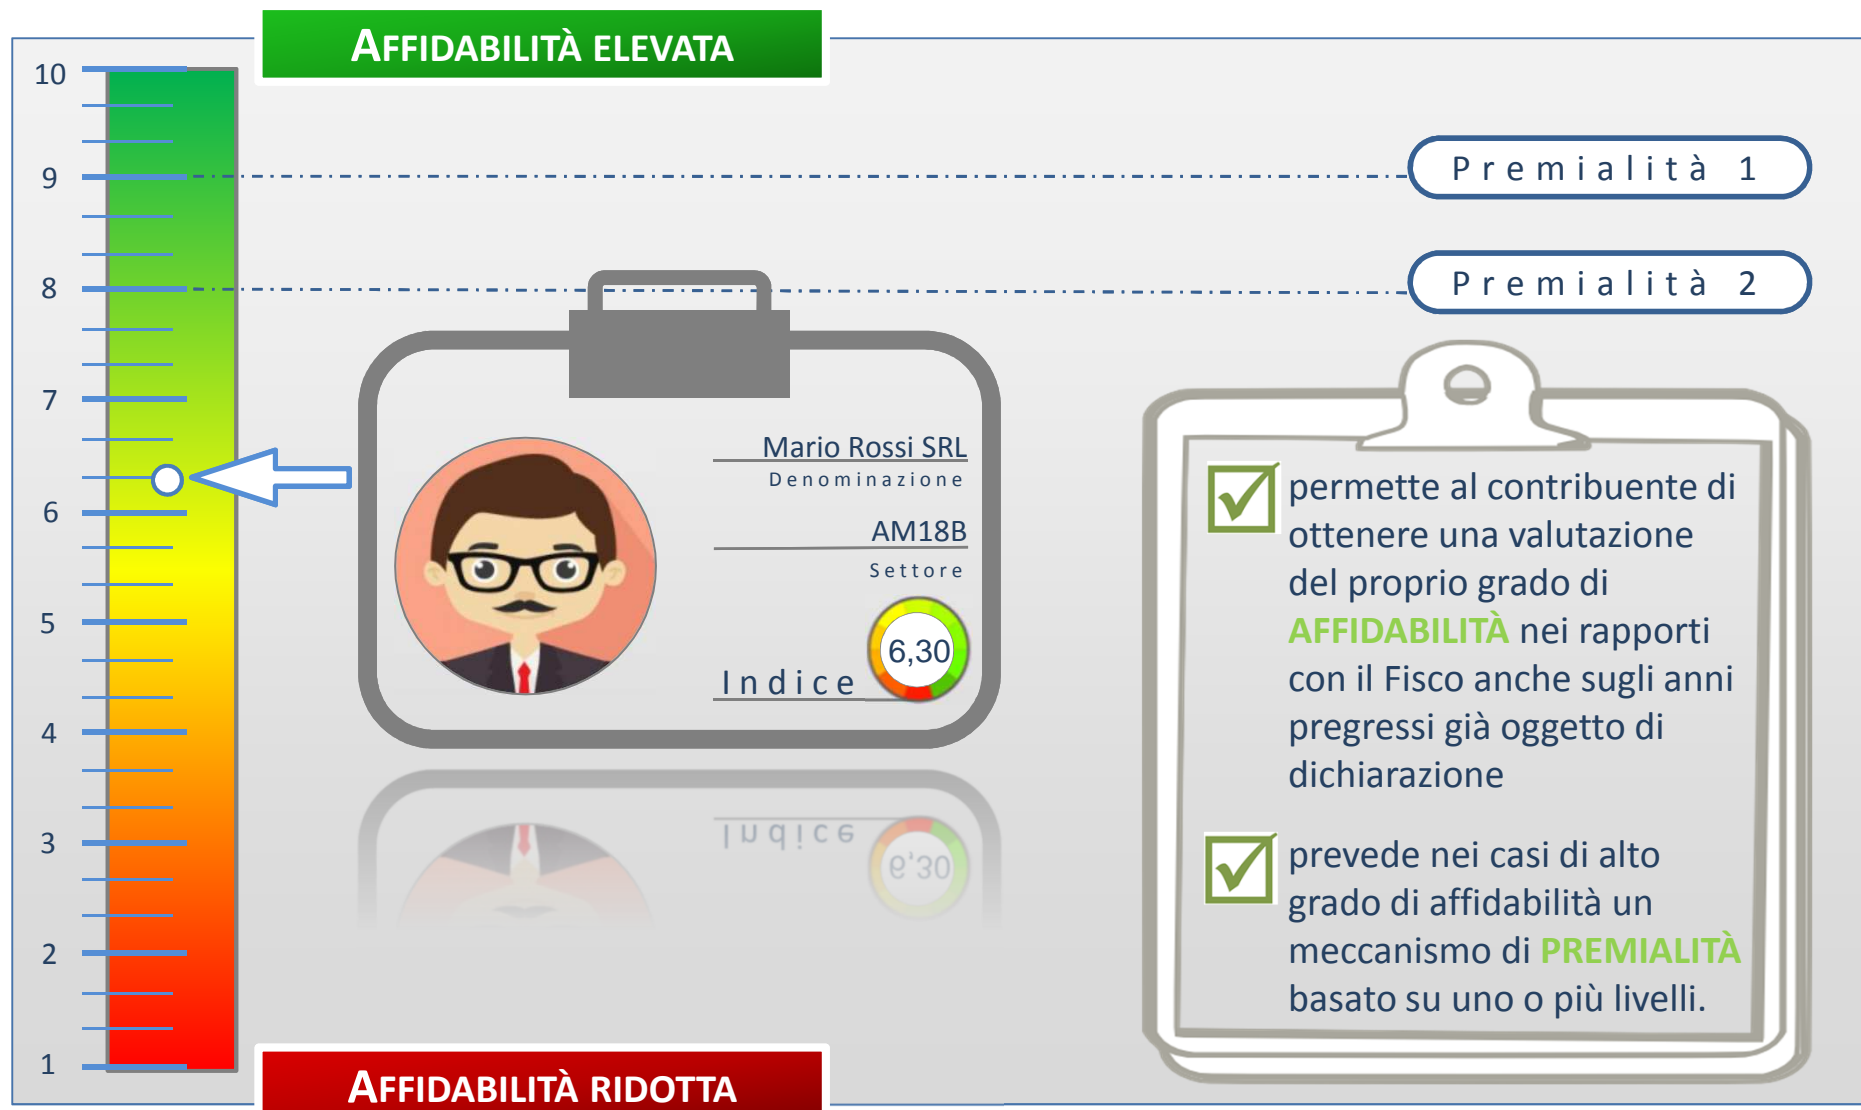 AFFIDABILITÀ ELEVATA
10
9
8
7
6
5
4
3
2
1
Premialità 1
Premialità 2
Mario Rossi SRL
Denominazione
AM18B
Settore
6,30
Indice
Indice
6,30
permette al contribuente di
ottenere una valutazione
del proprio grado di
AFFIDABILITÀ nei rapporti
con il Fisco anche sugli anni
pregressi già oggetto di
dichiarazione
prevede nei casi di alto
grado di affidabilità un
meccanismo di PREMIALITÀ
basato su uno o più livelli.
AFFIDABILITÀ RIDOTTA